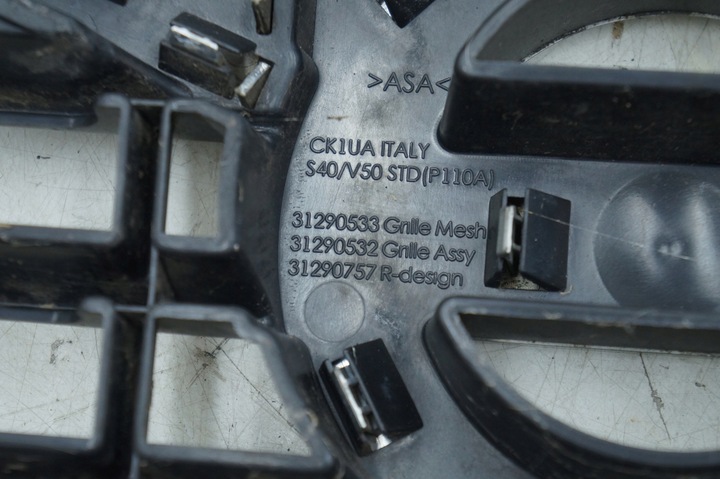 >ASA<
CK1UA ITALY
S40/V50 STD(P110A)
31290533 Grille Mesh
31290532 Grille Assy
31290757 R-design